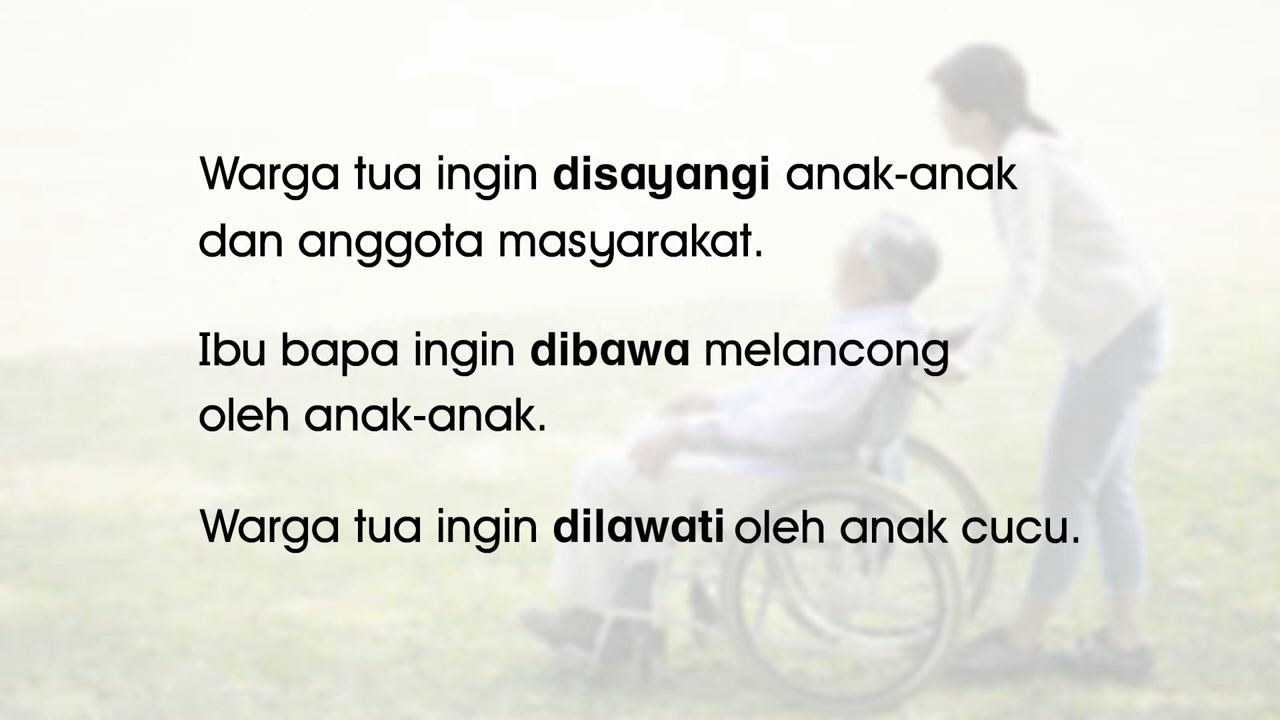 Warga tua ingin disayangi anak-anak
dan anggota masyarakat.
Ibu bapa ingin dibawa melancong
oleh anak-anak.
Warga tua ingin dilawati oleh anak cucu.